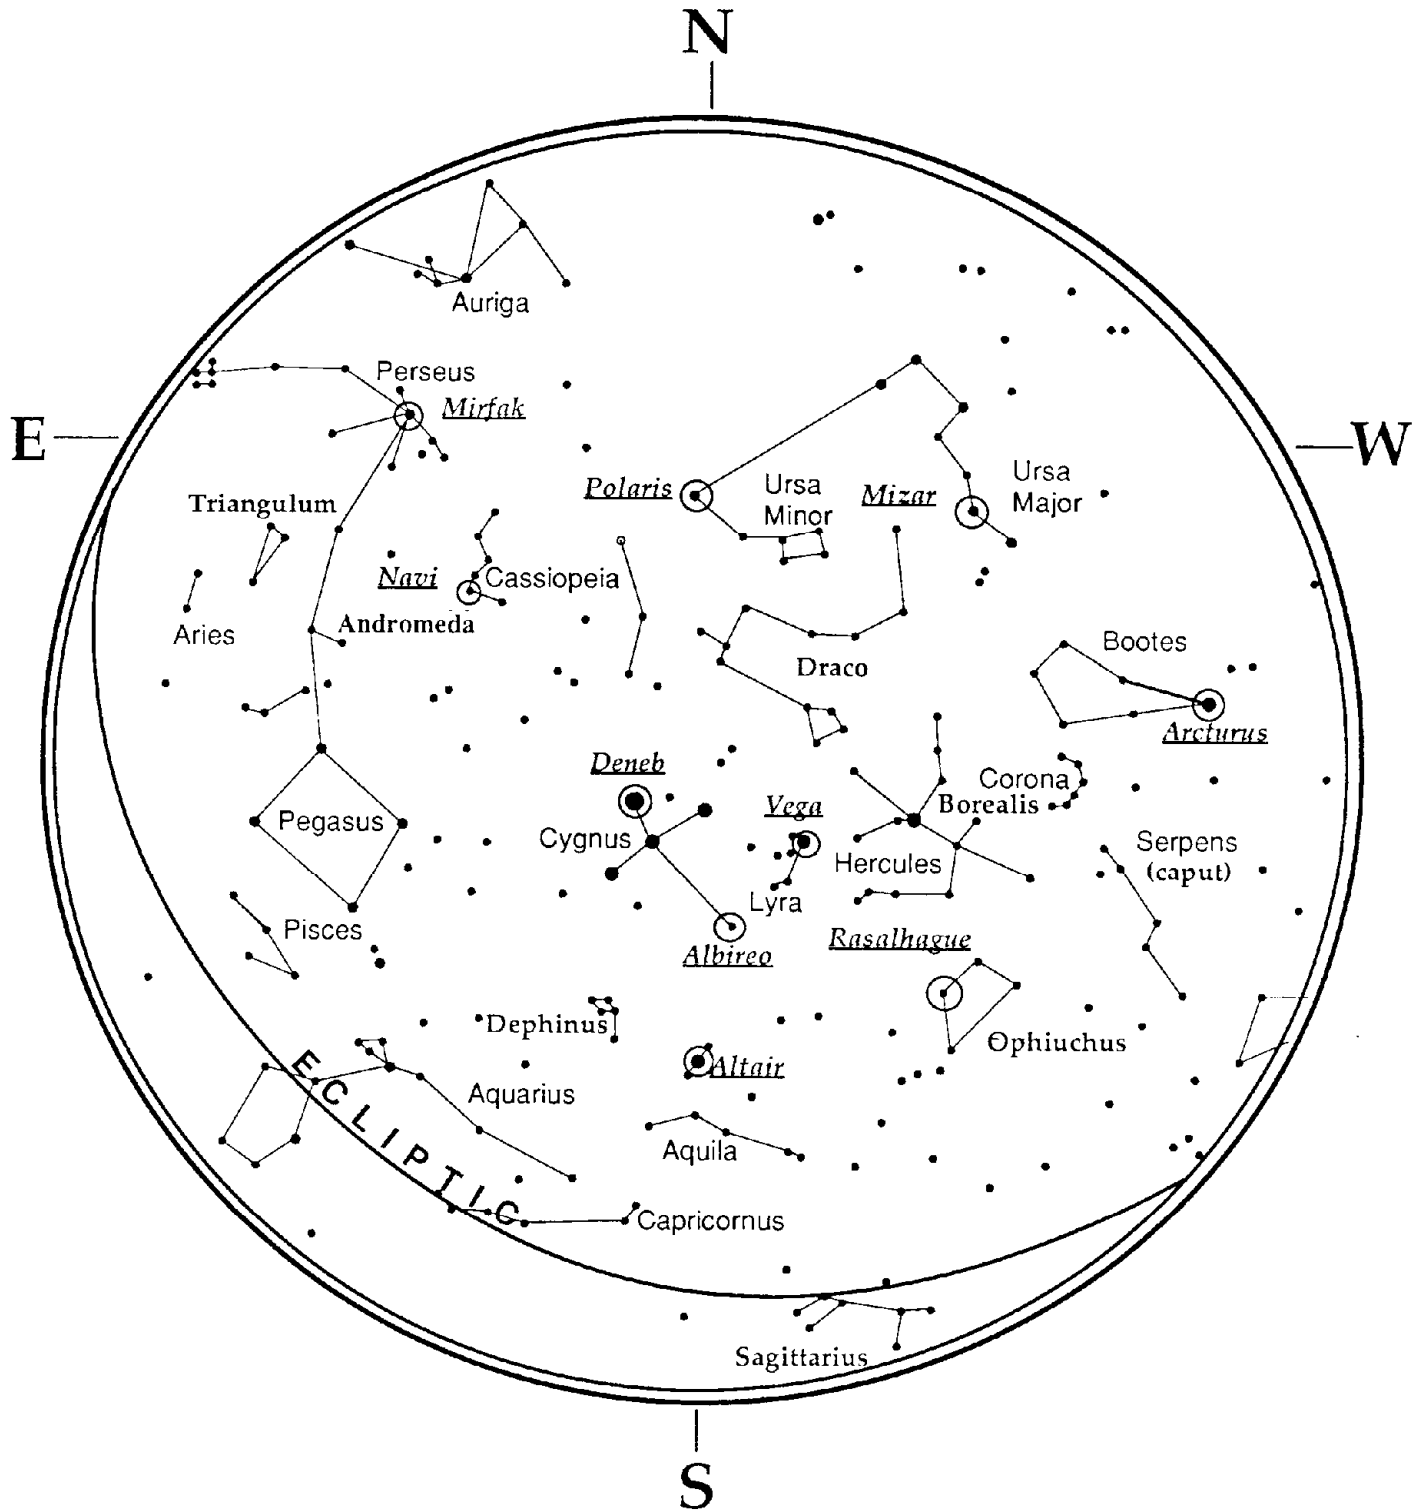 N
Auriga
Perseus
Mirfak
E
W
Polaris
Ursa
Minor
Mizar
Ursa
Major
Triangulum
Navi
Cassiopeia
Aries
Andromeda
Draco
Bootes
Arcturus
Deneb
Vega
Corona
Borealis
Pegasus
Cygnus
Hercules
Serpens
(caput)
Lyra
Pisces
Albireo
Rasalhague
Dephinus
Altair
Ophiuchus
Aquarius
ECLIPTIC
Aquila
Capricornus
Sagittarius
S